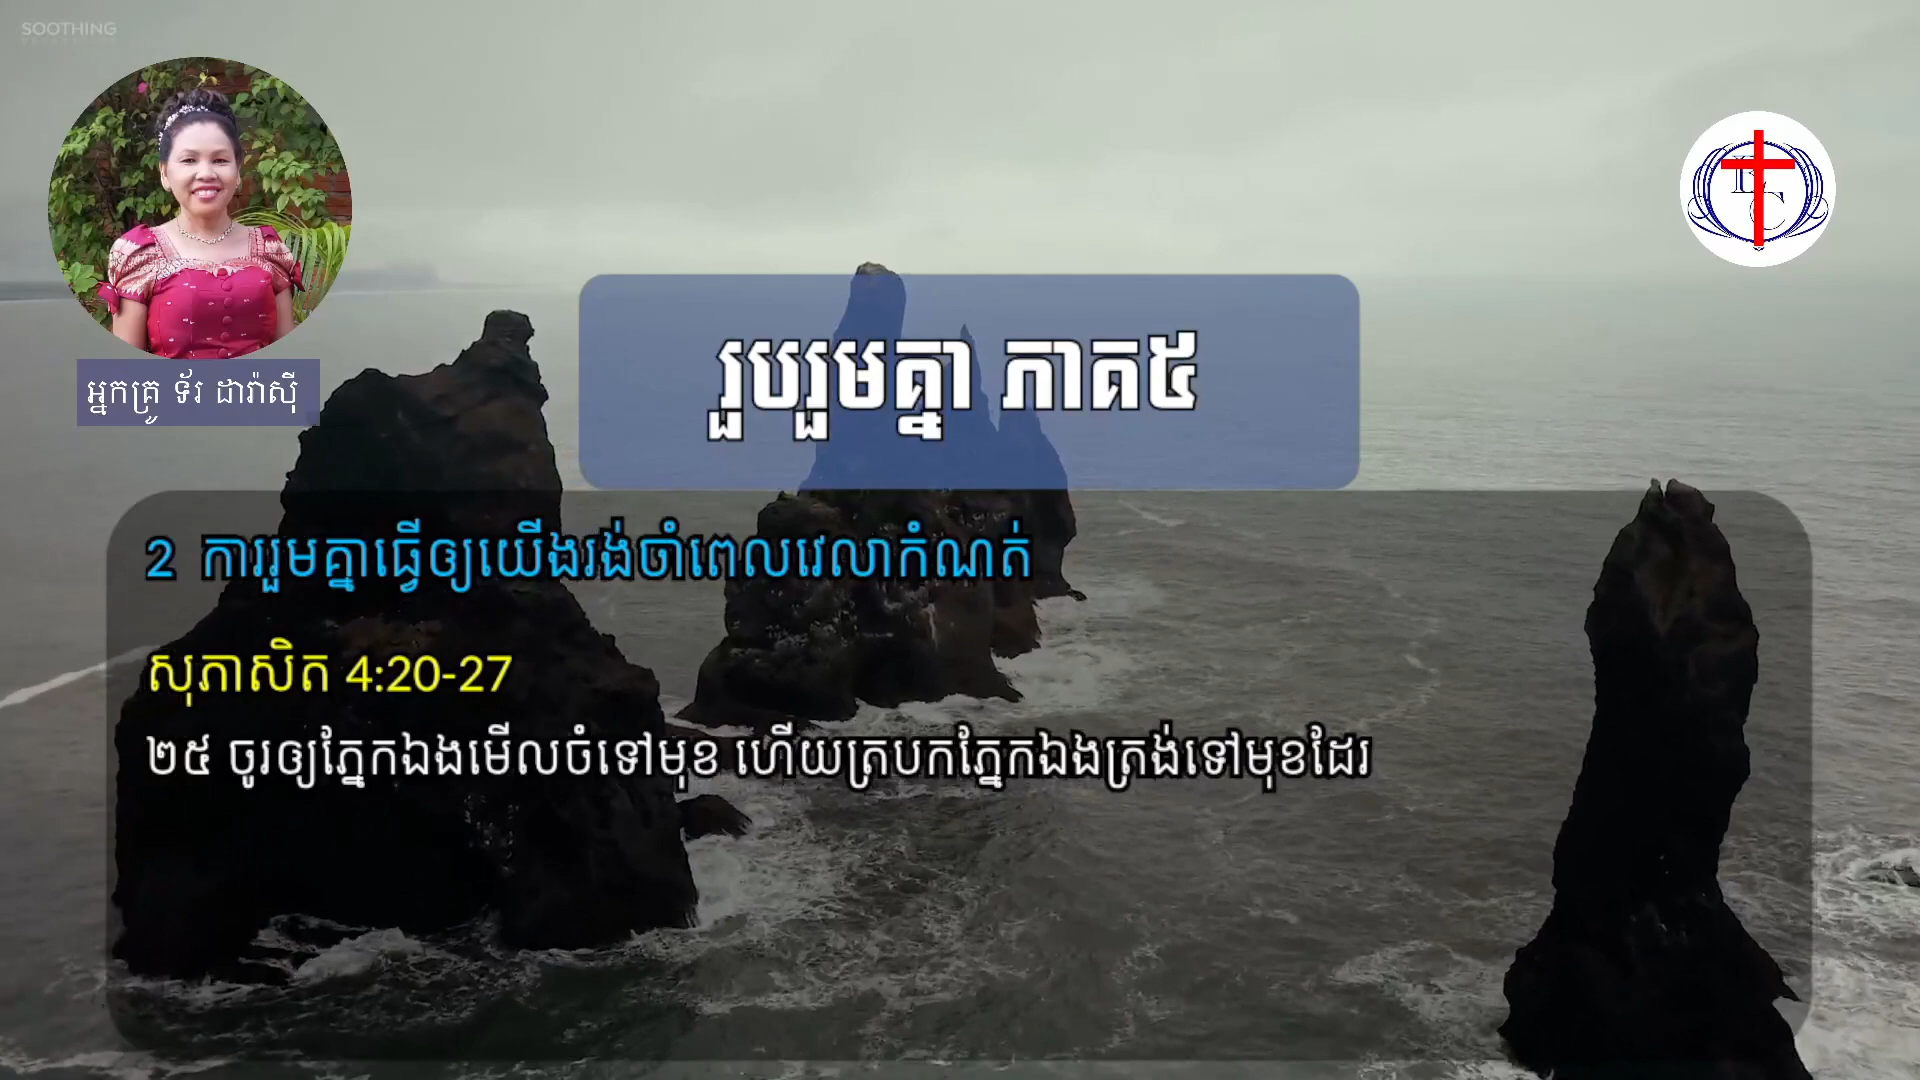 SOOTHING
អ្នកគ្រូ ទ័រ ដារ៉ាស៊ី
រួបរួមគ្នា ភាគ៥
2 ការរួមគ្នាធ្វើឲ្យយើងរង់ចាំពេលវេលាកំណត់
សុភាសិត 4:20-27
២៥ ចូរឲ្យភ្នែកឯងមើលចំទៅមុខ ហើយត្របកភ្នែកឯងត្រង់ទៅមុខដែរ